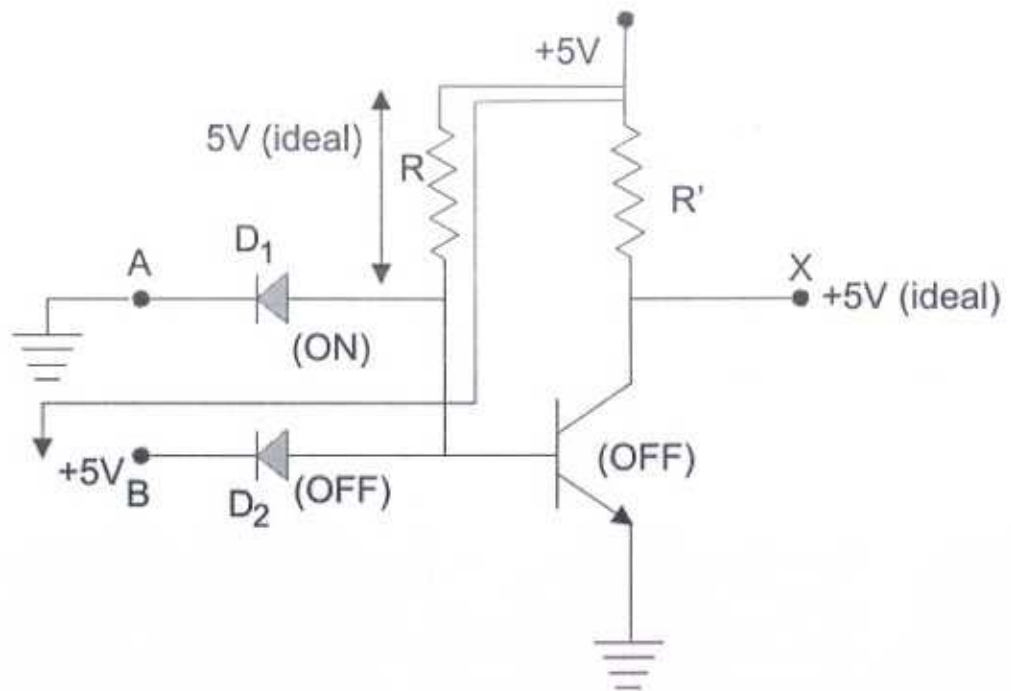 +5V
5V (ideal)
R
R'
D1
A
X
+5V (ideal)
(ON)
(OFF)
+5V
B
D2
(OFF)